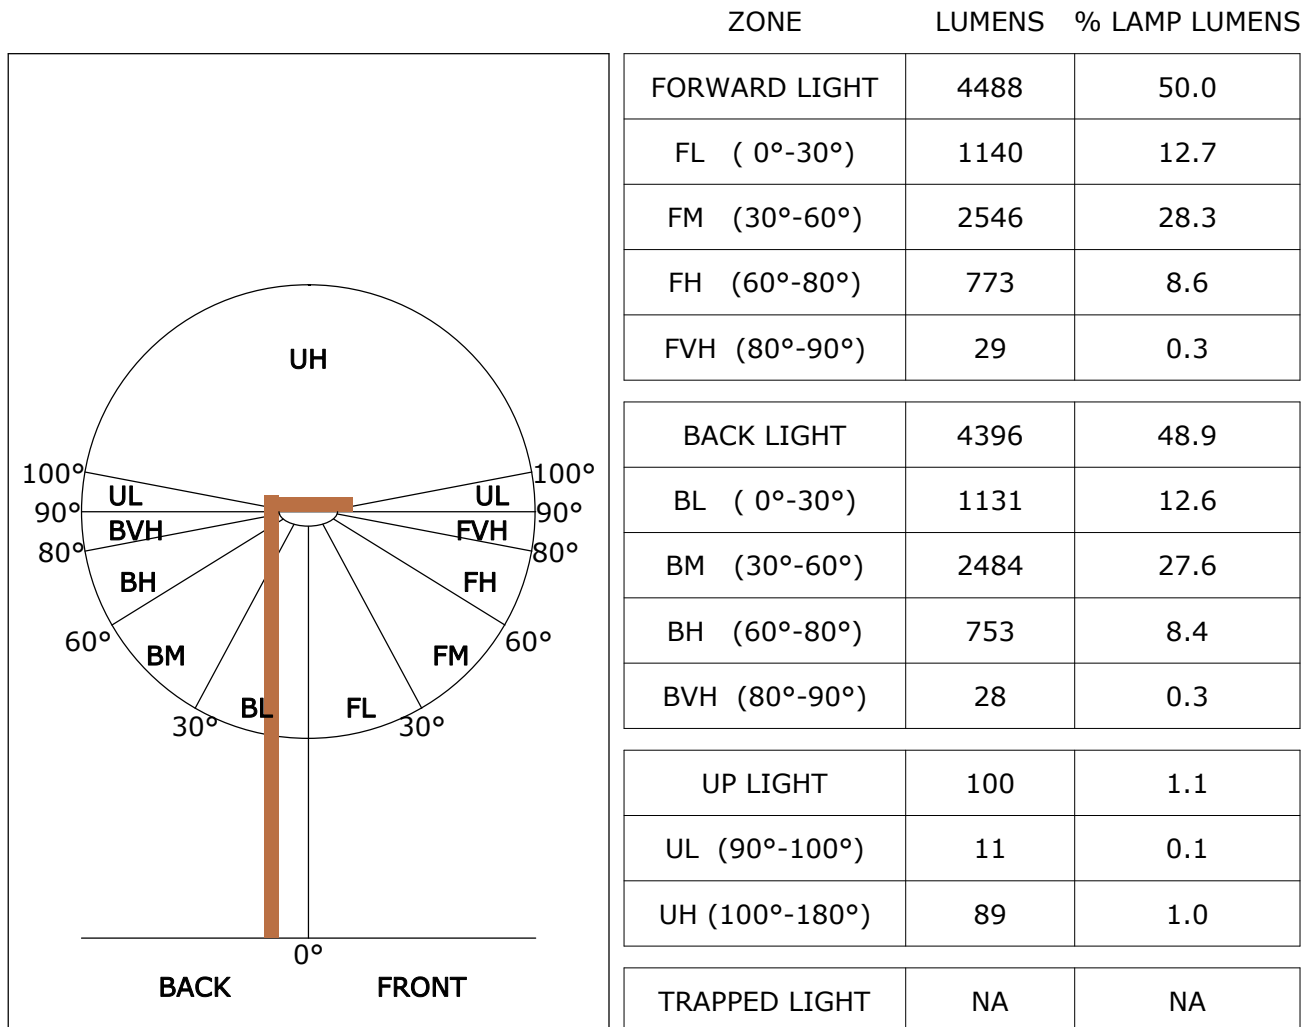 ZONE LUMENS % LAMP LUMENS
FORWARD LIGHT 4488 50.0
FL ( 0°-30°) 1140 12.7
FM (30°-60°) 2546 28.3
FH (60°-80°) 773 8.6
FVH (80°-90°) 29 0.3
BACK LIGHT 4396 48.9
BL ( 0°-30°) 1131 12.6
BM (30°-60°) 2484 27.6
BH (60°-80°) 753 8.4
BVH (80°-90°) 28 0.3
UP LIGHT 100 1.1
UL (90°-100°) 11 0.1
UH (100°-180°) 89 1.0
TRAPPED LIGHT NA NA
UH
100° 100°
UL UL
90° 90°
BVH FVH
80° 80°
BH FH
60° 60°
BM FM
BL FL
30° 30°
0°
BACK FRONT